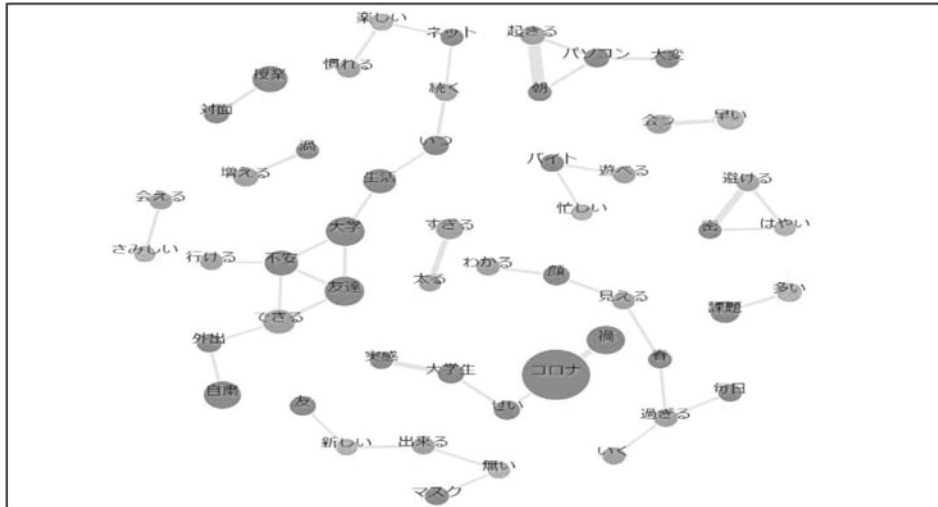 楽しい
ネット
起きる
パソコン
大変
慣れる
授業
朝
続く
対面
会う
早い
いつ
渦
バイト
遊べる
増える
生活
避ける
会える
忙しい
密
はやい
大学
すぎる
さみしい
行ける
不安
わかる
顔
太る
友達
見える
多い
課題
できる
外出
禍
実感
大学生
コロナ
春
自粛
せい
毎日
友
過ぎる
新しい
出来る
いく
無い
マスク